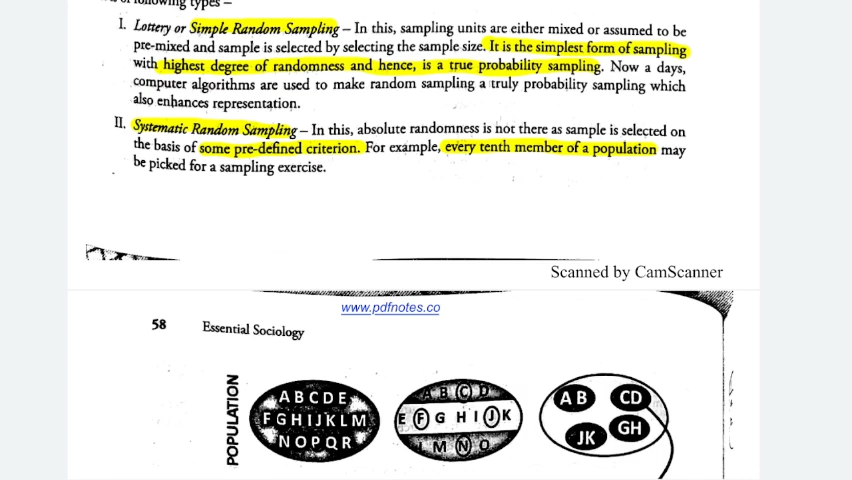 following types –
I. Lottery or Simple Random Sampling – In this, sampling units are either mixed or assumed to be
pre-mixed and sample is selected by selecting the sample size. It is the simplest form of sampling
with highest degree of randomness and hence, is a true probability sampling. Now a days,
computer algorithms are used to make random sampling a truly probability sampling which
also enhances representation.
II. Systematic Random Sampling – In this, absolute randomness is not there as sample is selected on
the basis of some pre-defined criterion. For example, every tenth member of a population may
be picked for a sampling exercise.
Scanned by CamScanner
www.pdfnotes.co
58 Essential Sociology
POPULATION
A B C D E
F G H I J K L M
N O P Q R
A B C D
E F G H I J K
M N O
A B
CD
JK
GH